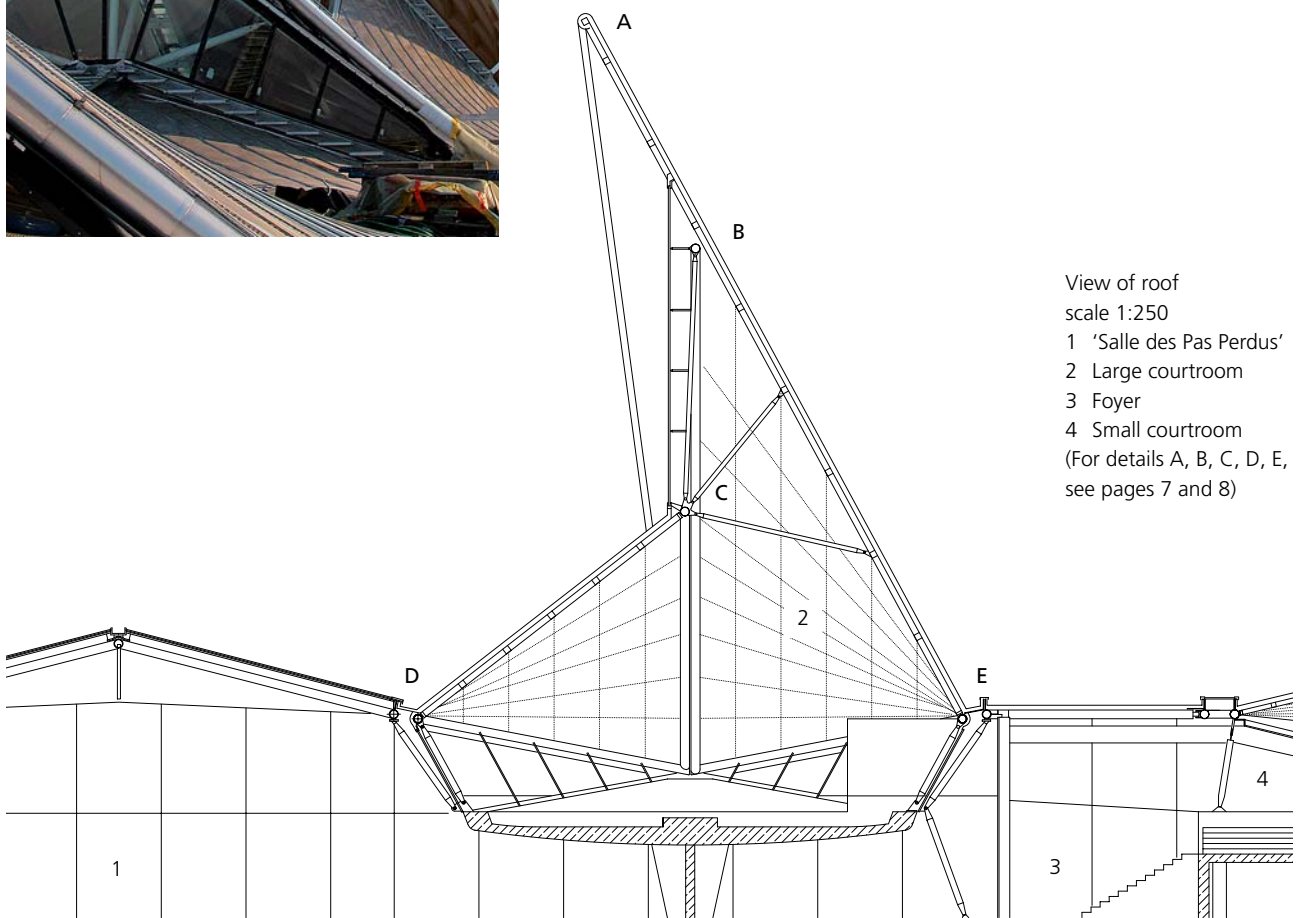 A
B
View of roof
scale 1:250
1 ‘Salle des Pas Perdus’
2 Large courtroom
3 Foyer
4 Small courtroom
(For details A, B, C, D, E,
see pages 7 and 8)
C
2
D
E
4
1
3